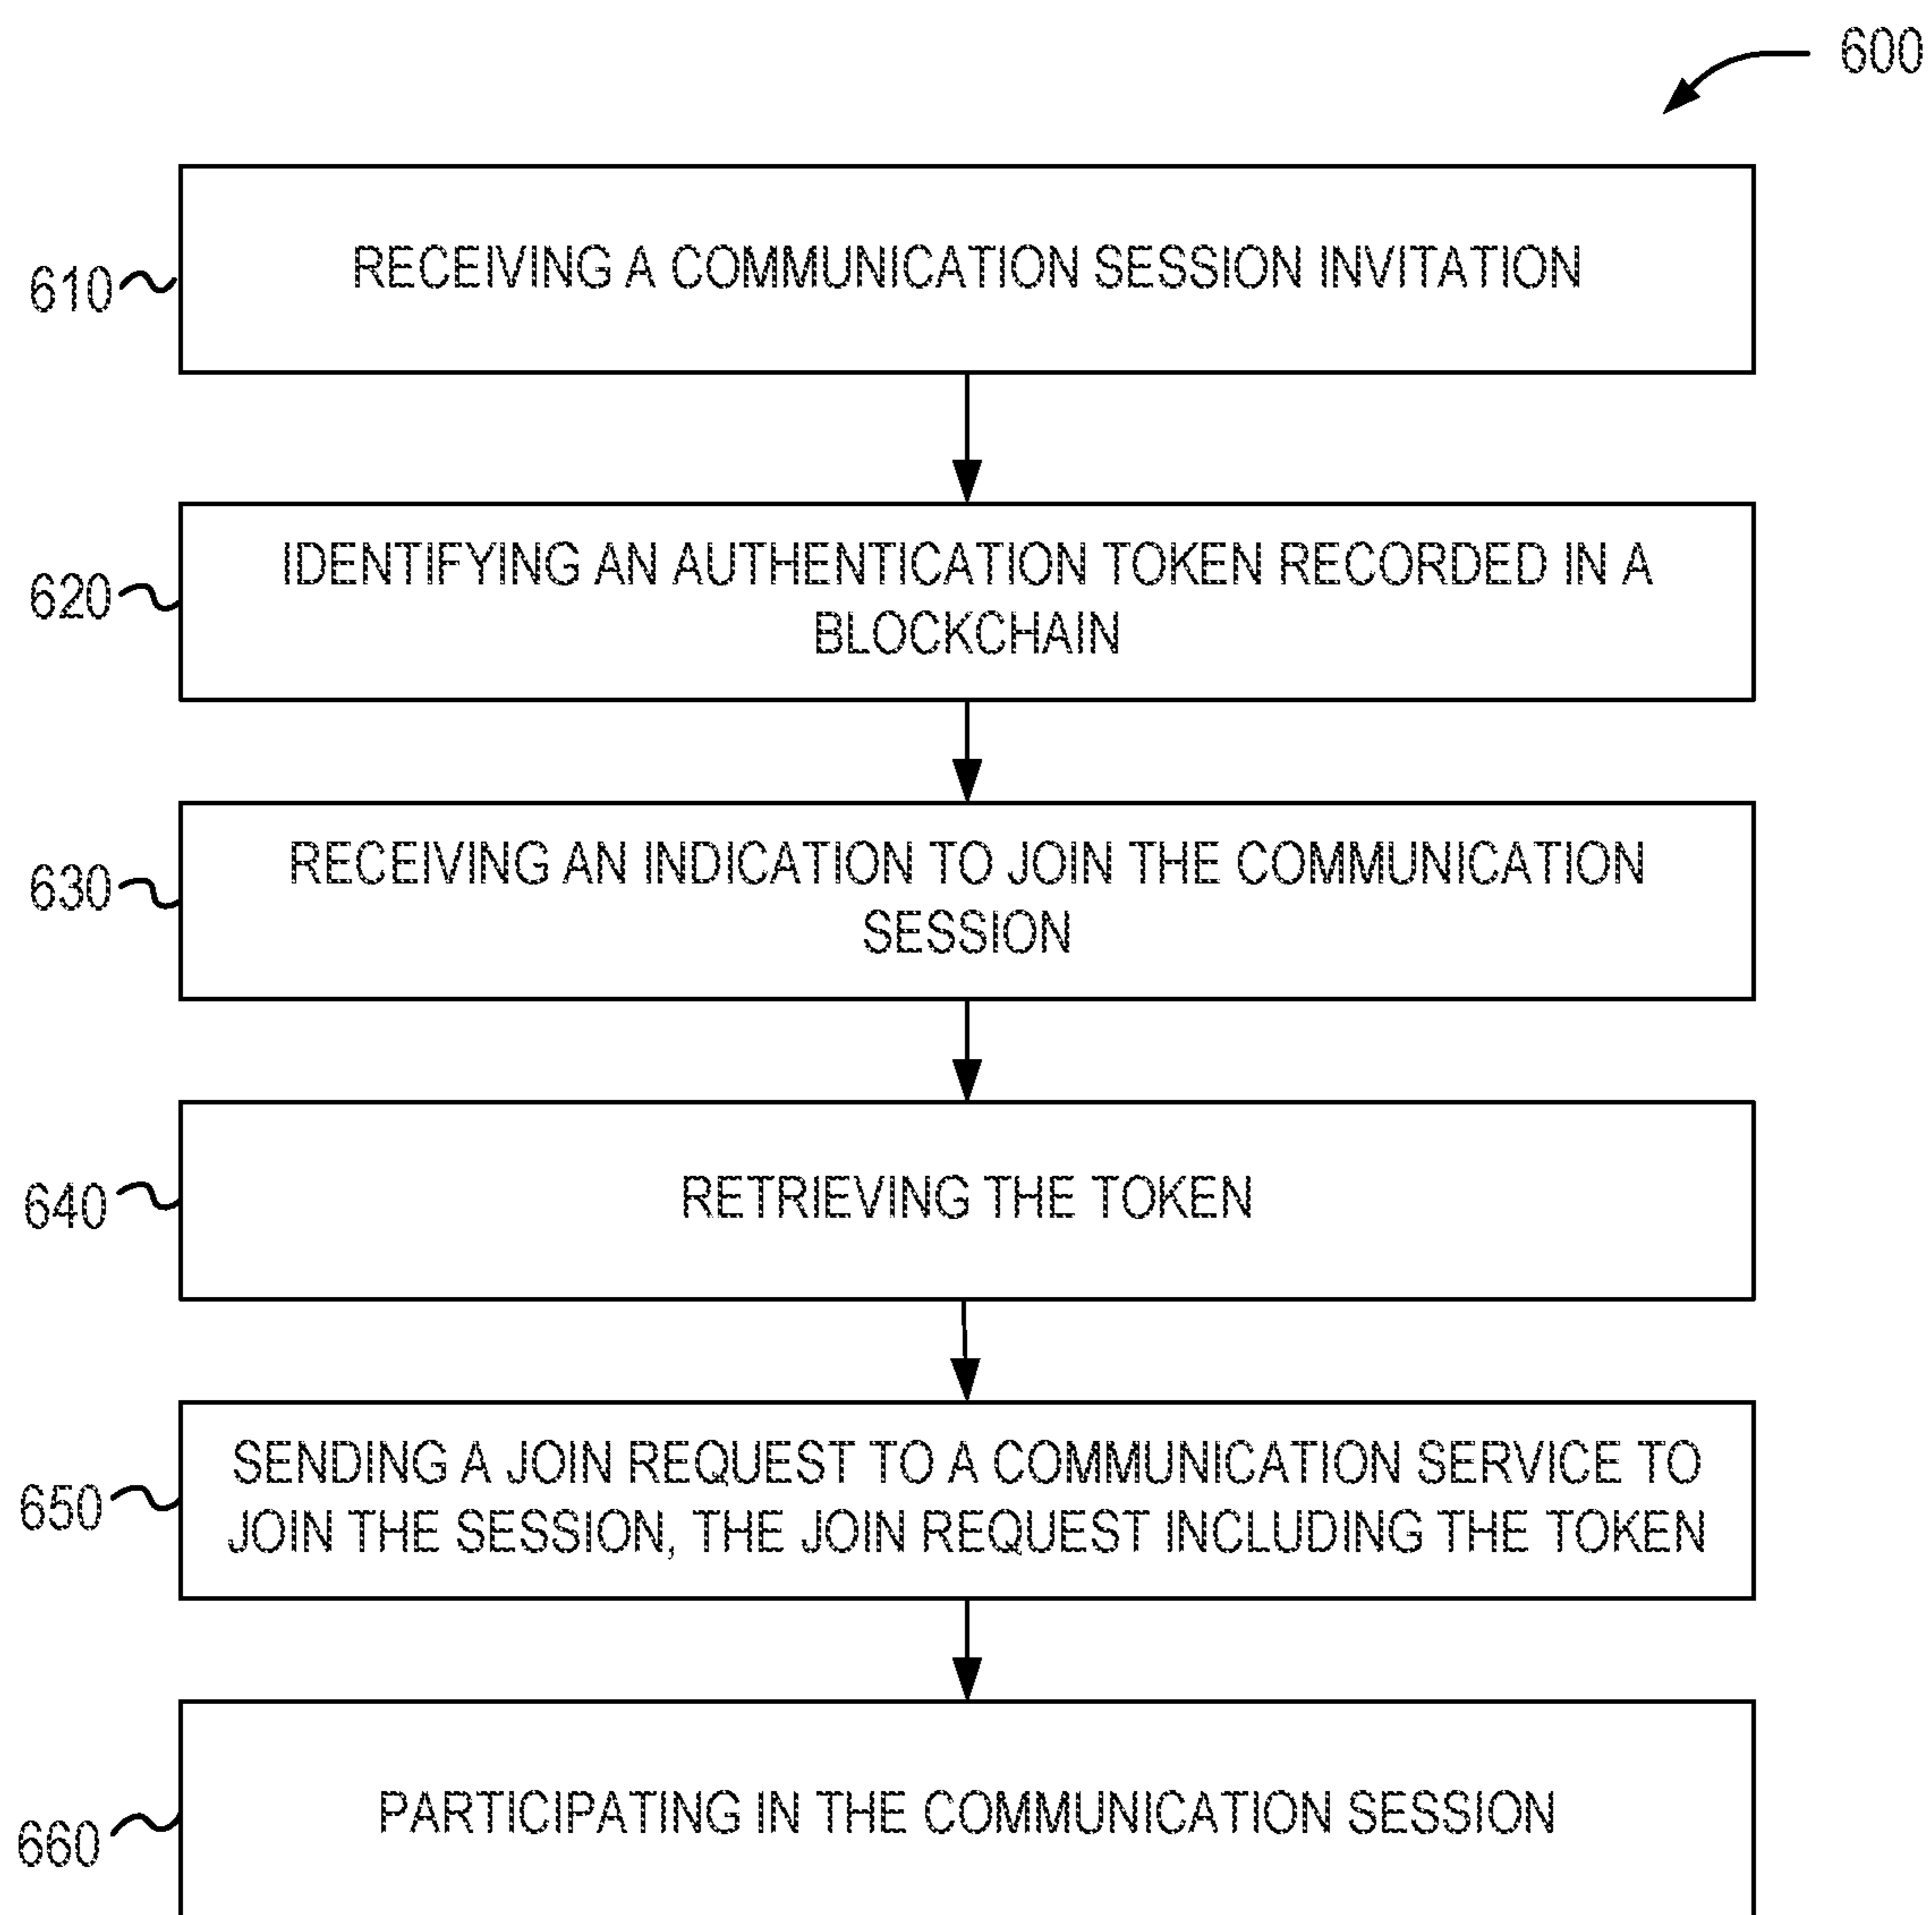 600
610
RECEIVING A COMMUNICATION SESSION INVITATION
620
IDENTIFYING AN AUTHENTICATION TOKEN RECORDED IN A
BLOCKCHAIN
630
RECEIVING AN INDICATION TO JOIN THE COMMUNICATION
SESSION
640
RETRIEVING THE TOKEN
650
SENDING A JOIN REQUEST TO A COMMUNICATION SERVICE TO
JOIN THE SESSION, THE JOIN REQUEST INCLUDING THE TOKEN
660
PARTICIPATING IN THE COMMUNICATION SESSION